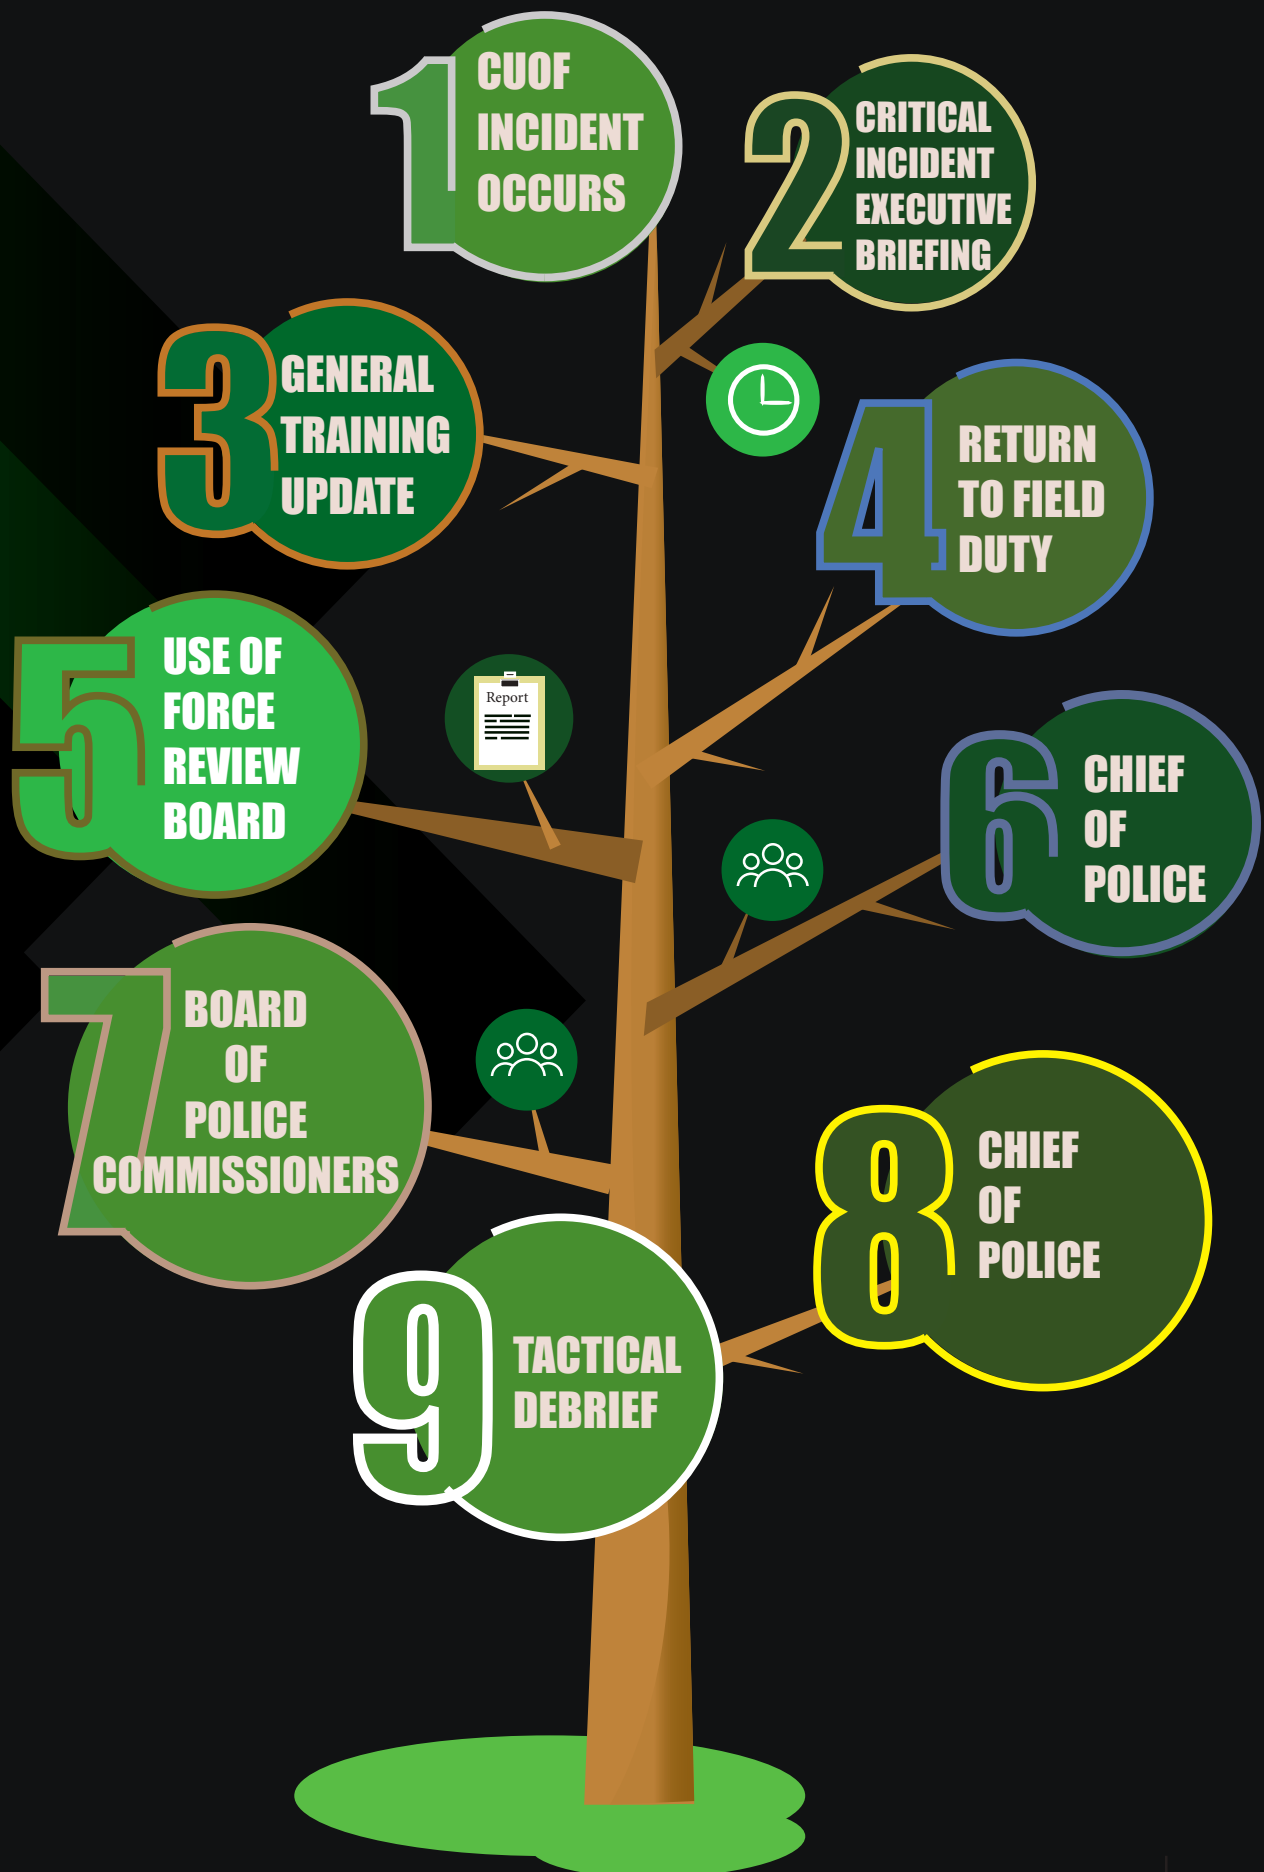 1
CUOF
INCIDENT
OCCURS
2
CRITICAL
INCIDENT
EXECUTIVE
BRIEFING
3
GENERAL
TRAINING
UPDATE
4
RETURN
TO FIELD
DUTY
5
USE OF
FORCE
REVIEW
BOARD
Report
6
CHIEF
OF
POLICE
7
BOARD
OF
POLICE
COMMISSIONERS
8
CHIEF
OF
POLICE
9
TACTICAL
DEBRIEF